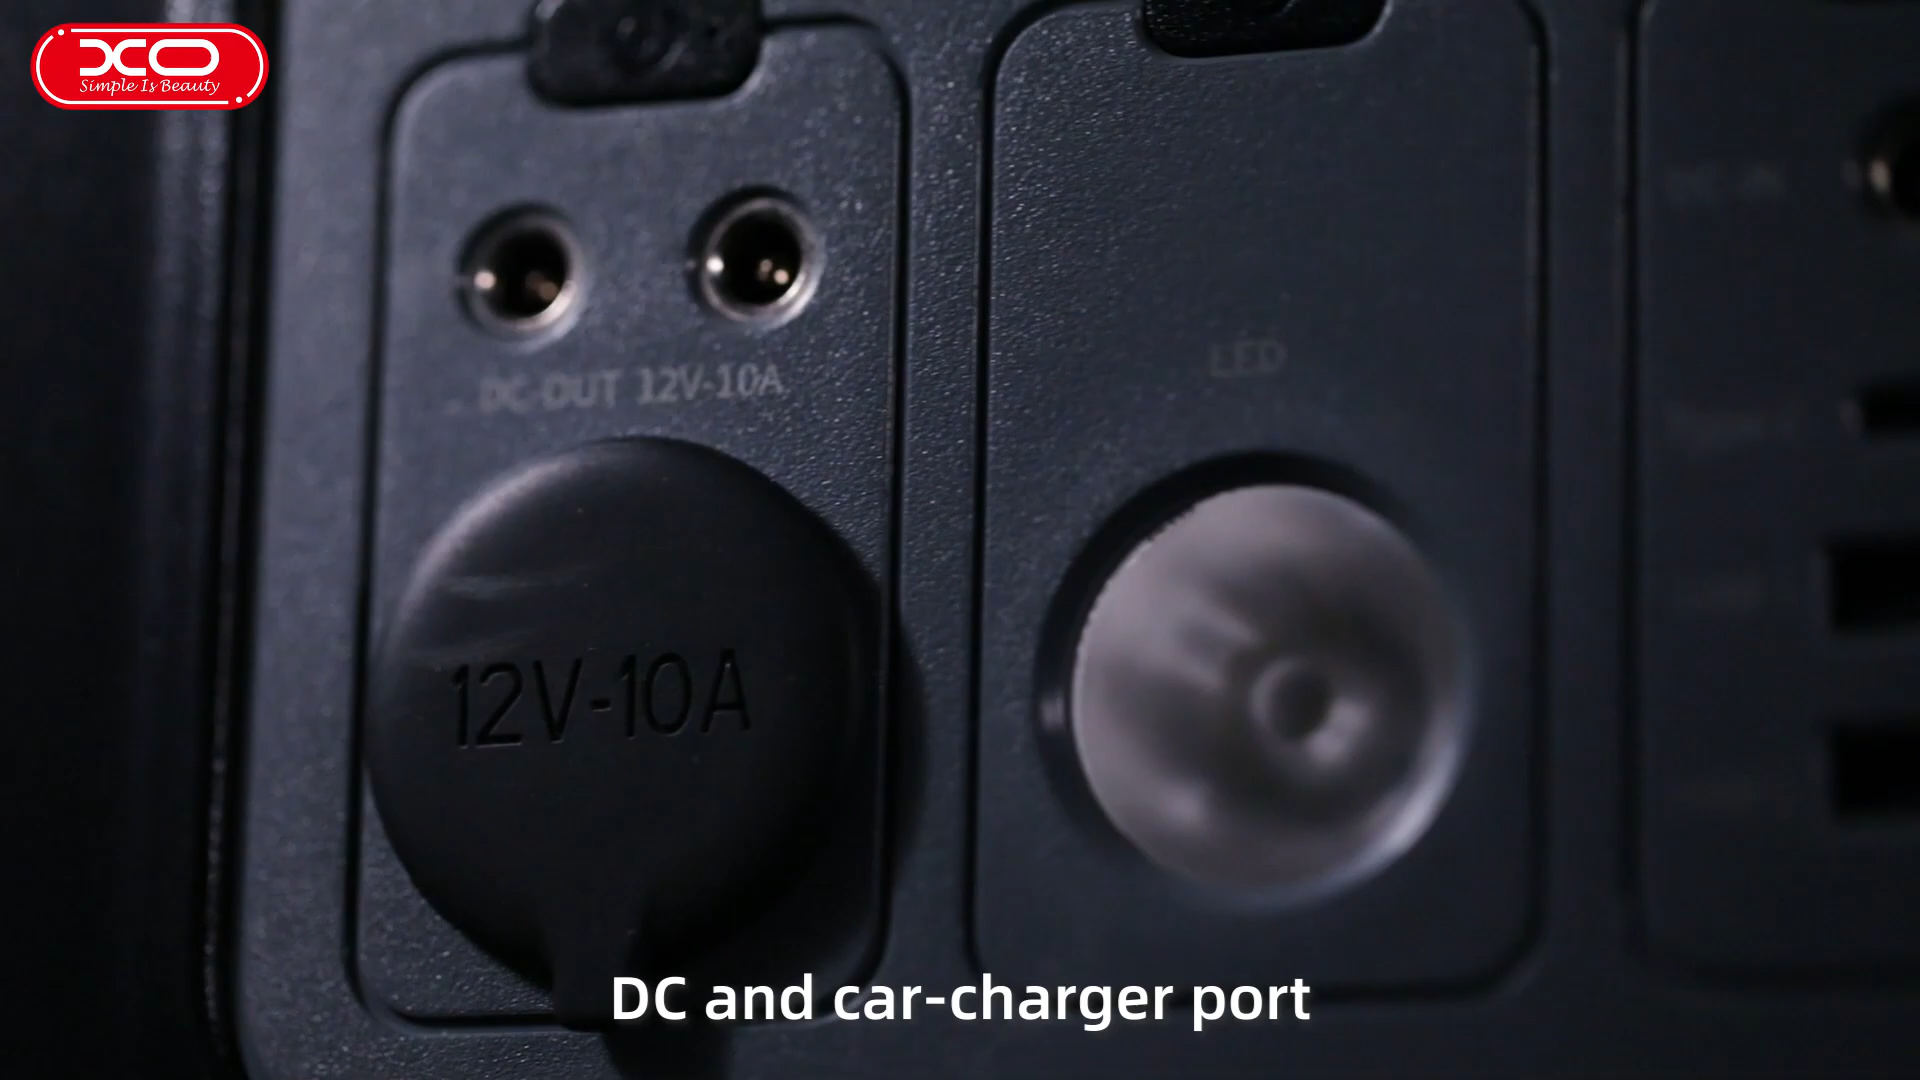 XO
Simple Is Beauty
DC OUT 12V-10A
LED
12V-10A
DC and car-charger port